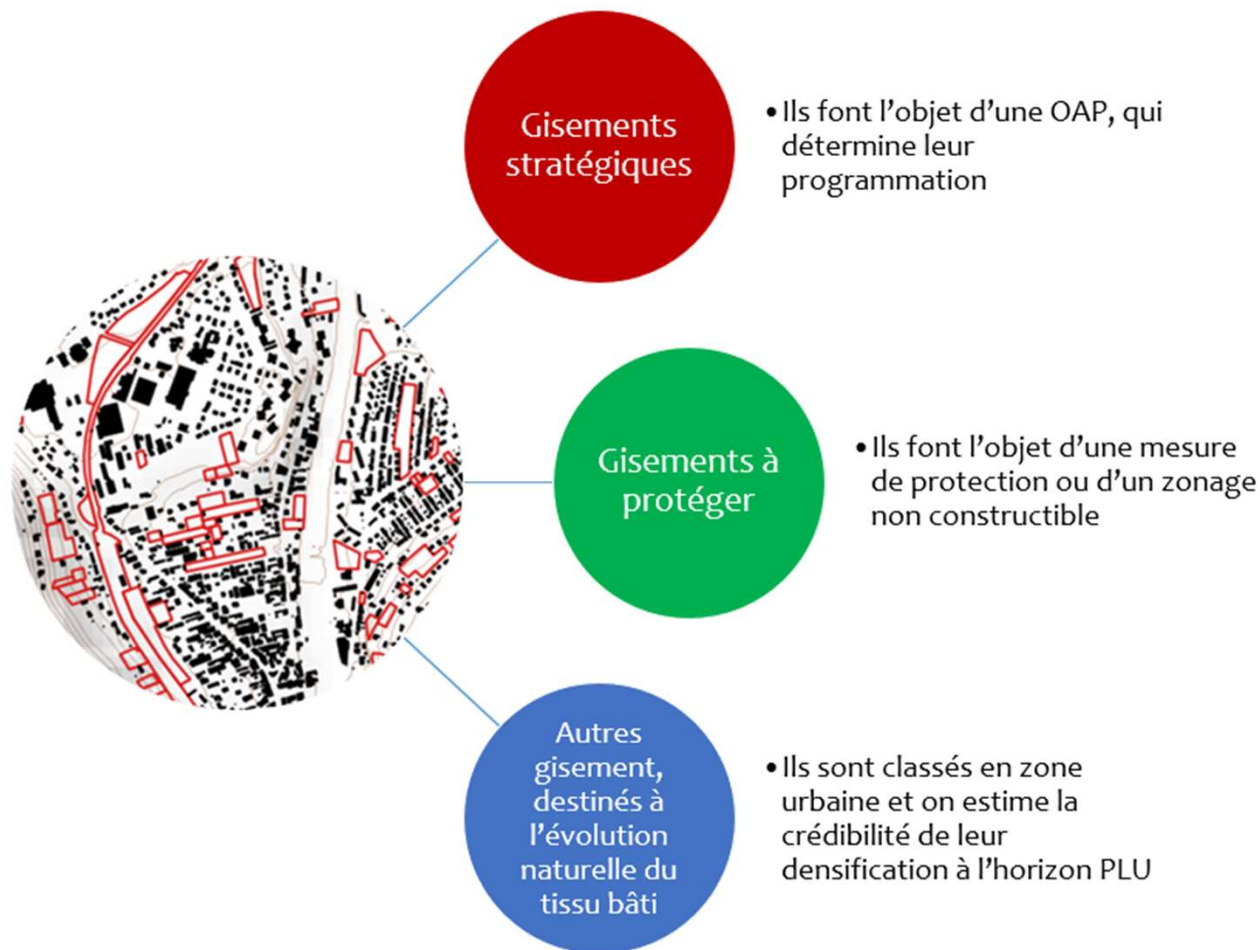 Gisements
stratégiques
•Ils font l’objet d’une OAP, qui
détermine leur
programmation
Gisements à
protéger
•Ils font l’objet d’une mesure
de protection ou d’un zonage
non constructible
Autres
gisement,
destinés à
l’évolution
naturelle du
tissu bâti
•Ils sont classés en zone
urbaine et on estime la
crédibilité de leur
densification à l’horizon PLU